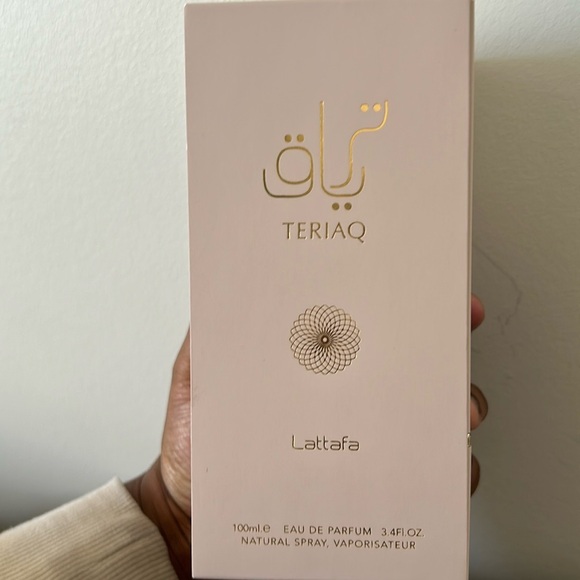 ترياق
TERIAQ
Lattafa
100ml.e EAU DE PARFUM 3.4Fl.OZ.
NATURAL SPRAY, VAPORISATEUR